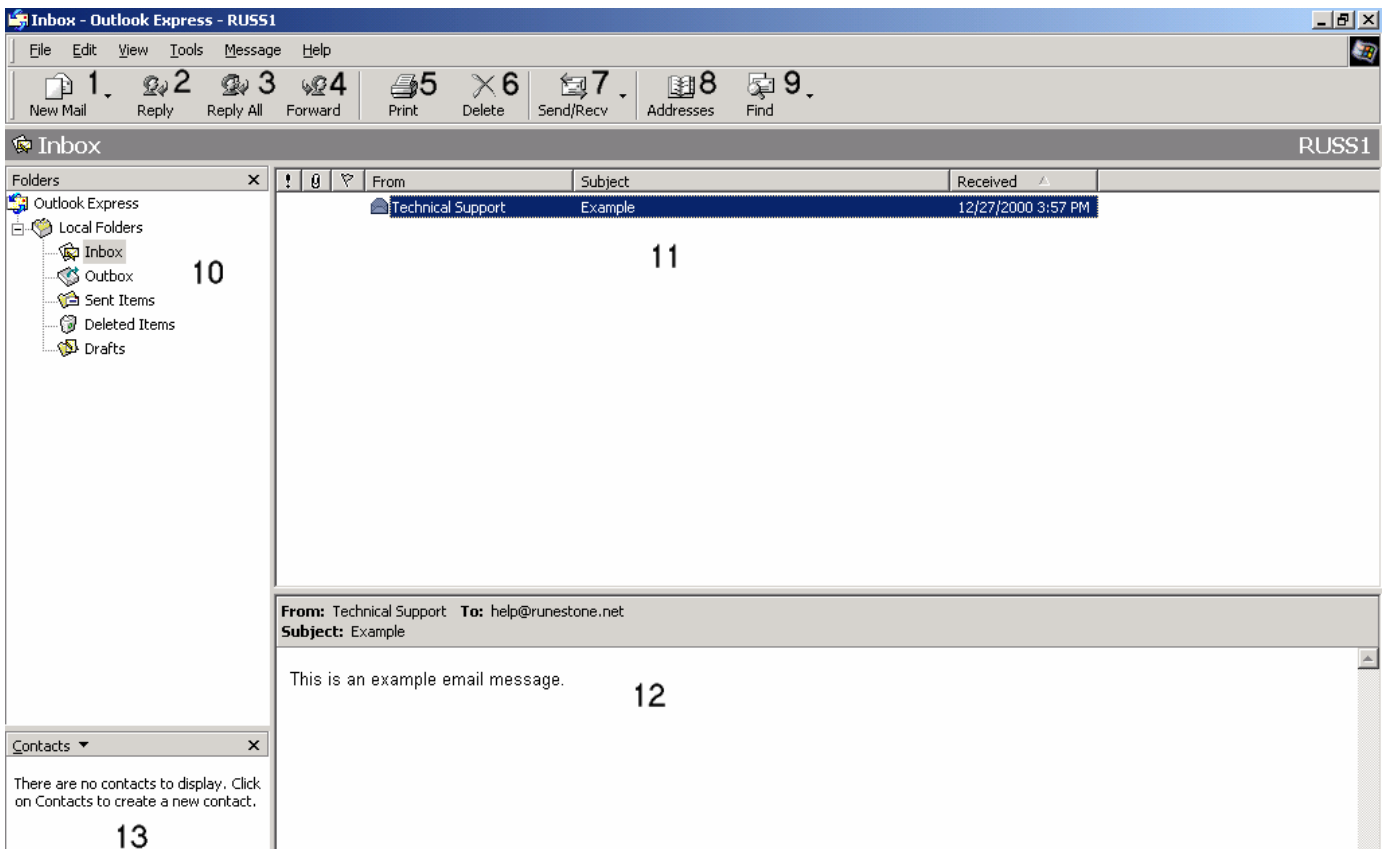 Inbox - Outlook Express - RUSS1
File Edit View Tools Message Help
1 2 3 4 5 6 7 8 9
New Mail Reply Reply All Forward Print Delete Send/Recv Addresses Find
Inbox RUSS1
Folders
! From Subject Received
Outlook Express
Technical Support Example 12/27/2000 3:57 PM
Local Folders
Inbox
Outbox
Sent Items
Deleted Items
Drafts
10
11
From: Technical Support To: help@runestone.net
Subject: Example
This is an example email message.
12
Contacts
There are no contacts to display. Click
on Contacts to create a new contact.
13